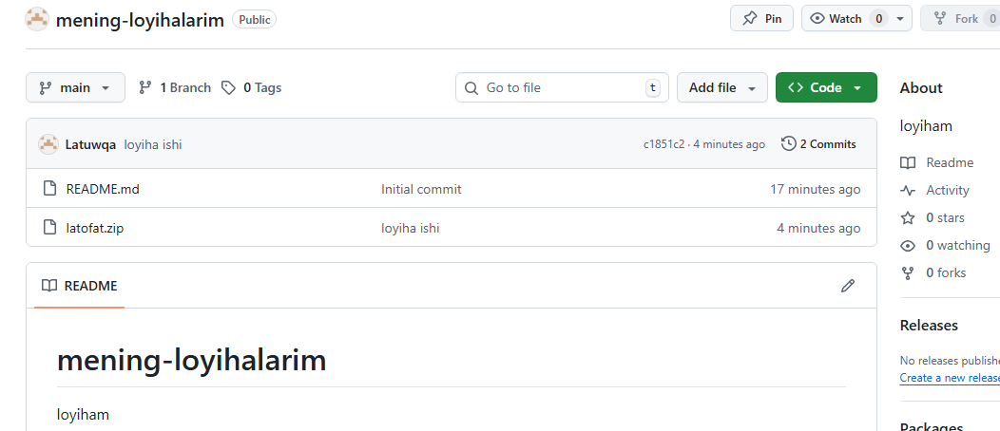 mening-loyihalarim Public Pin Watch 0 Fork 0
main 1 Branch 0 Tags Go to file t Add file Code
Latuwqa loyiha ishi c1851c2 · 4 minutes ago 2 Commits
README.md Initial commit 17 minutes ago
latofat.zip loyiha ishi 4 minutes ago
README
mening-loyihalarim
loyiham
About
loyiham
Readme
Activity
0 stars
0 watching
0 forks
Releases
No releases publishe
Create a new release
Packages